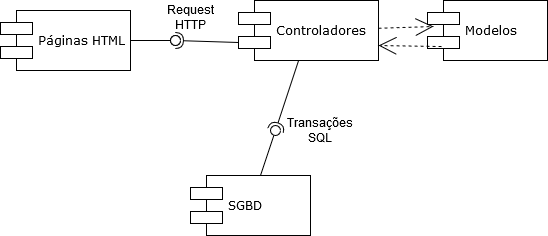 Request
HTTP
Páginas HTML
Controladores
Modelos
Transações
SQL
SGBD